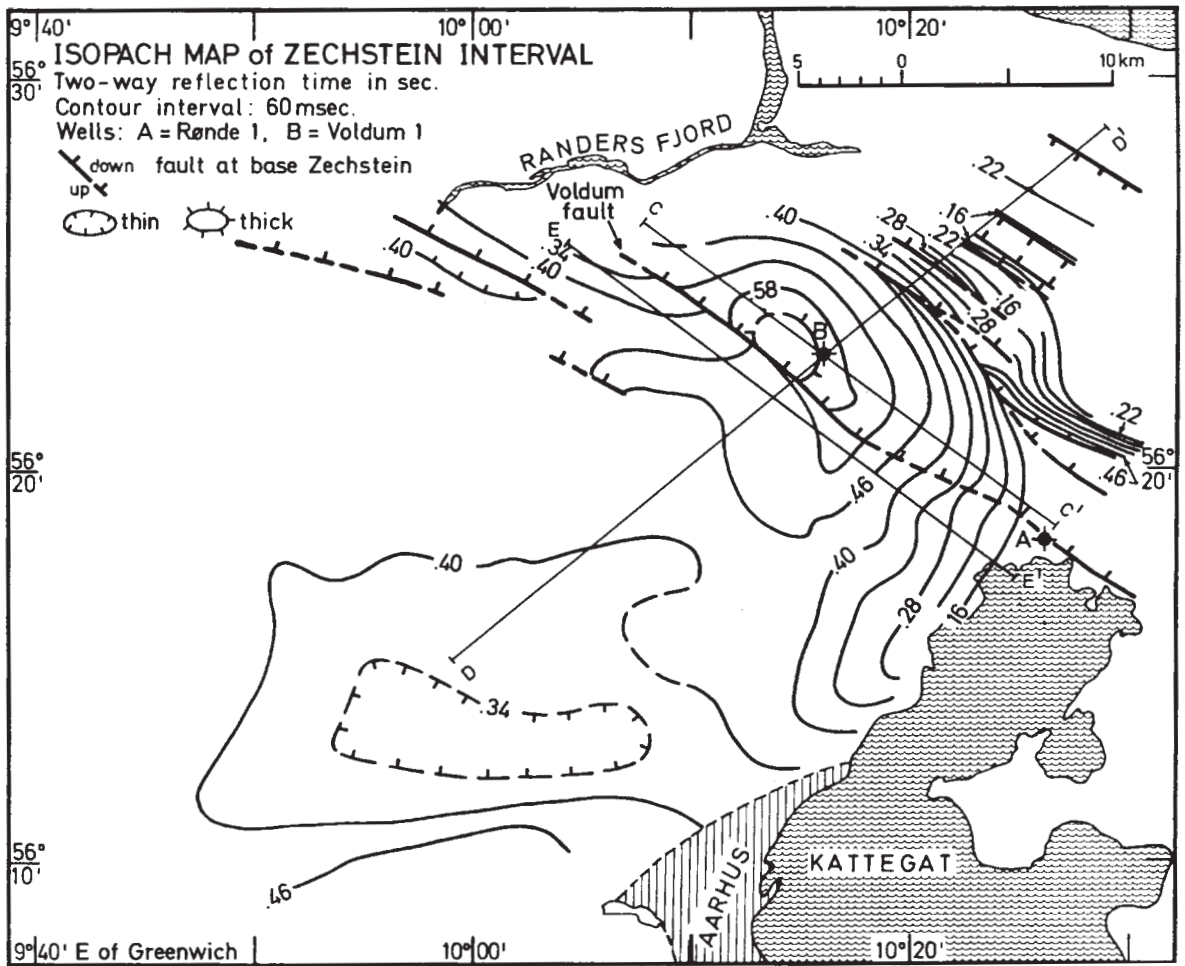 9°40'
10°00'
10°20'
ISOPACH MAP of ZECHSTEIN INTERVAL
Two-way reflection time in sec.
Contour interval: 60msec.
Wells: A = Rønde 1, B = Voldum 1
down fault at base Zechstein
up
thin thick
5 0 10 km
56°
30'
RANDERS FJORD
D'
.22
Voldum
fault
C
E
.40
.28
.16
.22
.34
.40
.34
.40
.58
.16
.28
B
.22
56°
20'
56°
20'
.46
.46
C'
A
.40
.40
E'
.28
.16
D
.34
56°
10'
.46
AARHUS
KATTEGAT
9°40' E of Greenwich
10°00'
10°20'